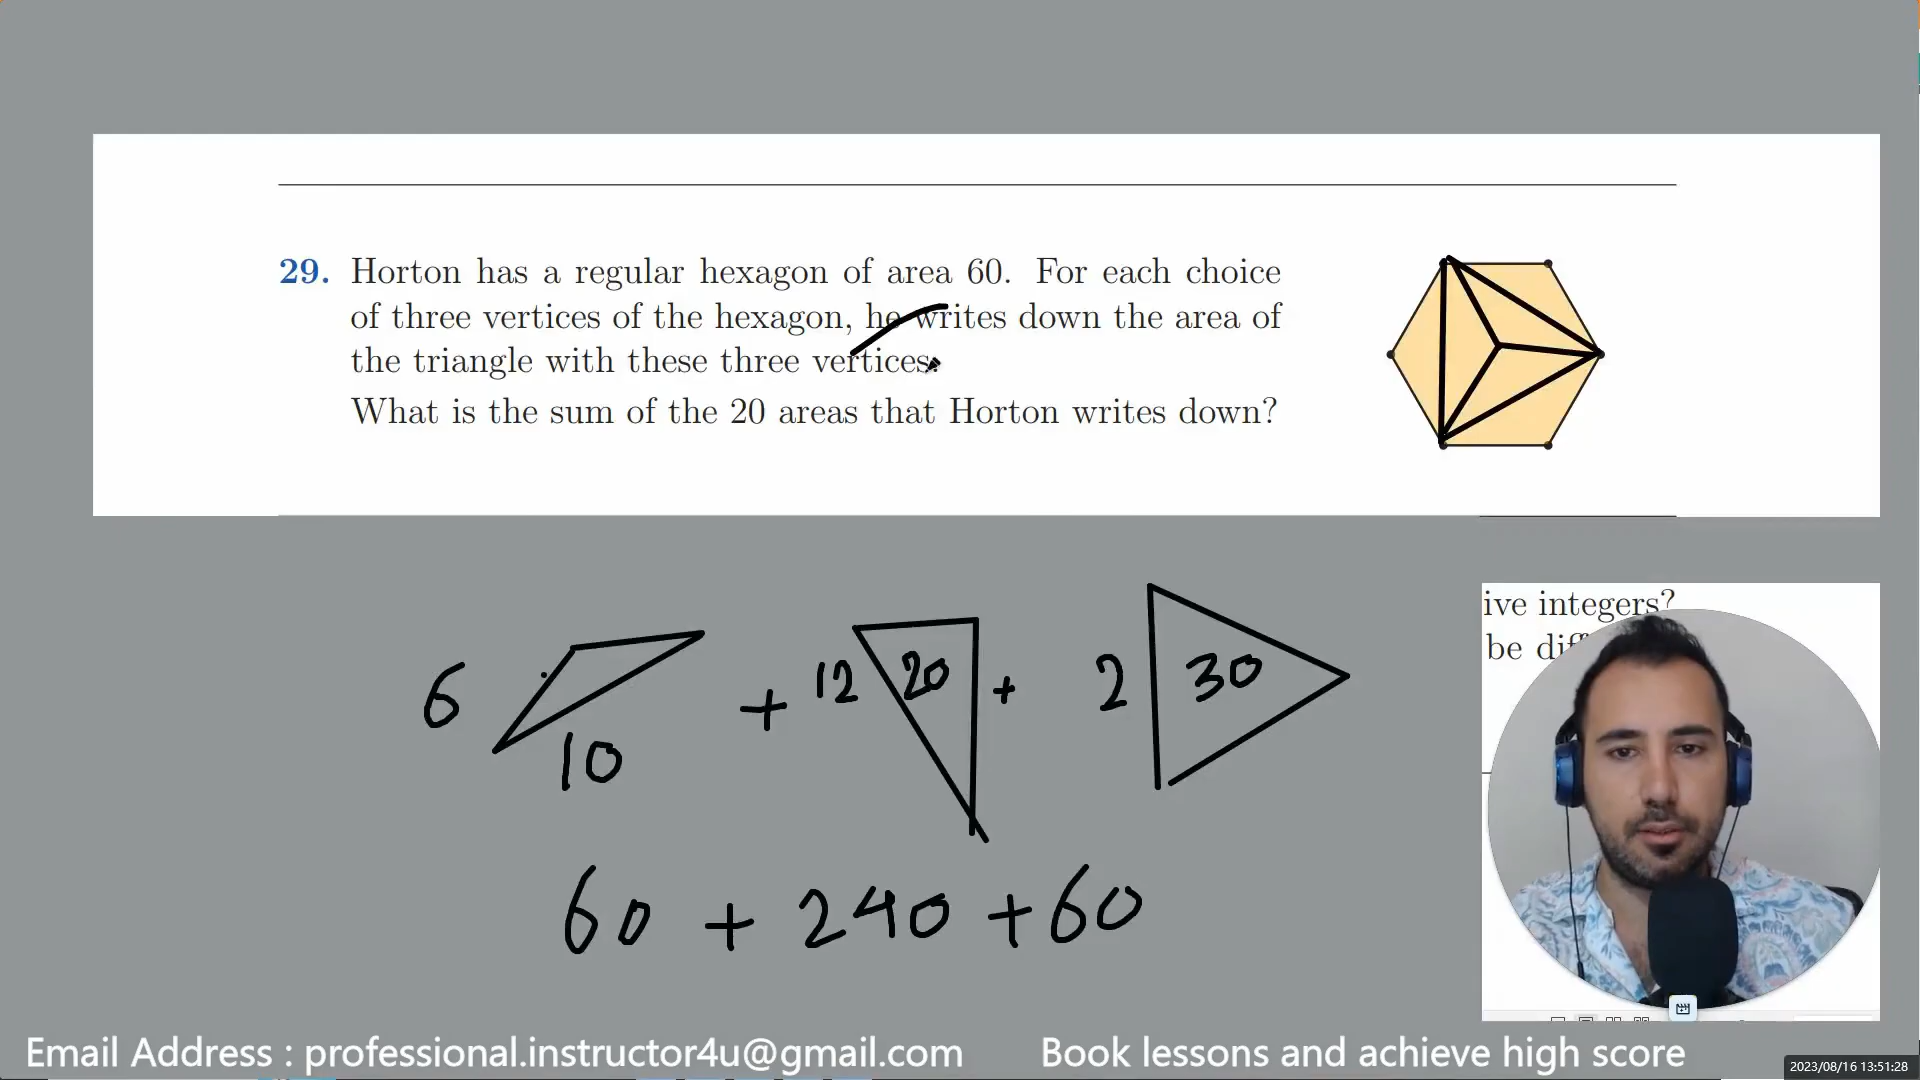 29. Horton has a regular hexagon of area 60. For each choice
of three vertices of the hexagon, he writes down the area of
the triangle with these three vertices.
What is the sum of the 20 areas that Horton writes down?
ive integers?
be di
6 10 + 12 20 + 2 30
60 + 240 + 60
Email Address : professional.instructor4u@gmail.com Book lessons and achieve high score
2023/08/16 13:51:28